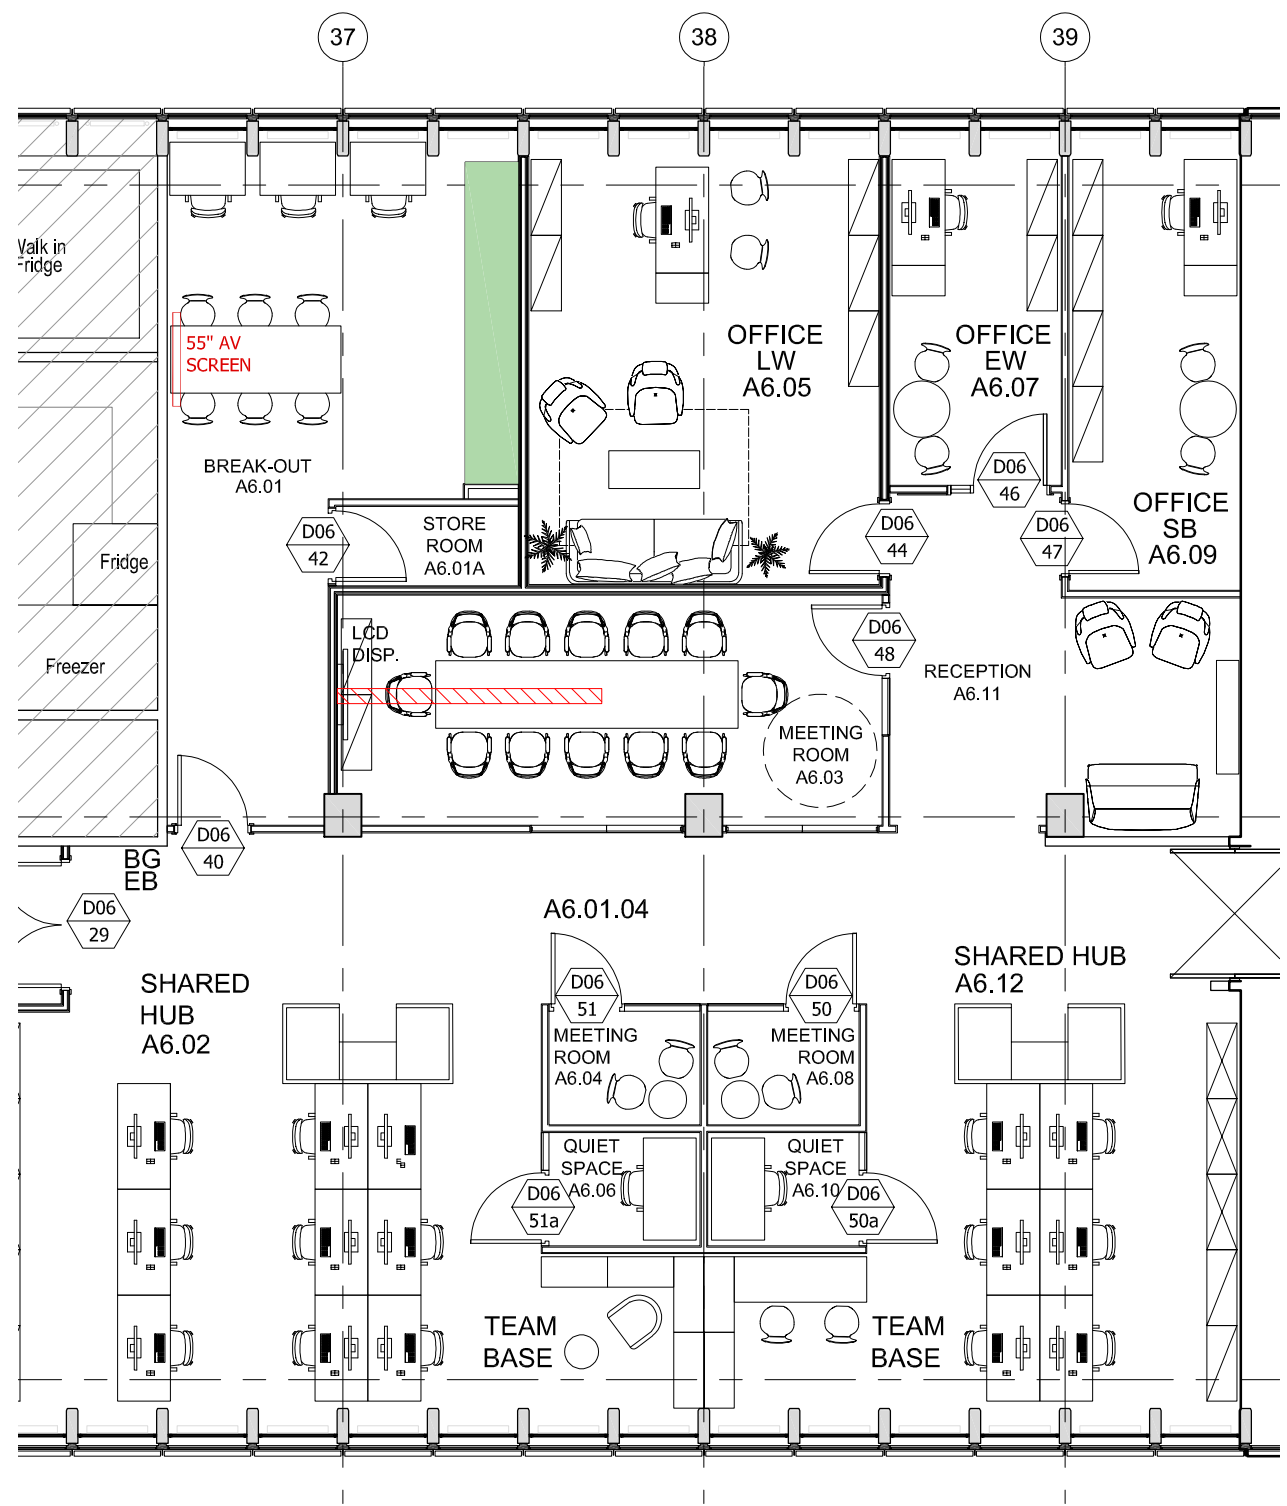 37
38
39
Walk in
Fridge
55" AV
SCREEN
OFFICE
LW
A6.05
OFFICE
EW
A6.07
BREAK-OUT
A6.01
D06
46
OFFICE
SB
A6.09
D06
42
STORE
ROOM
A6.01A
D06
44
D06
47
Fridge
Freezer
LCD
DISP.
D06
48
RECEPTION
A6.11
MEETING
ROOM
A6.03
D06
40
BG
EB
D06
29
A6.01.04
SHARED HUB
A6.12
SHARED
HUB
A6.02
D06
51
D06
50
MEETING
ROOM
A6.04
MEETING
ROOM
A6.08
QUIET
SPACE
A6.06
QUIET
SPACE
A6.10
D06
51a
D06
50a
TEAM
BASE
TEAM
BASE